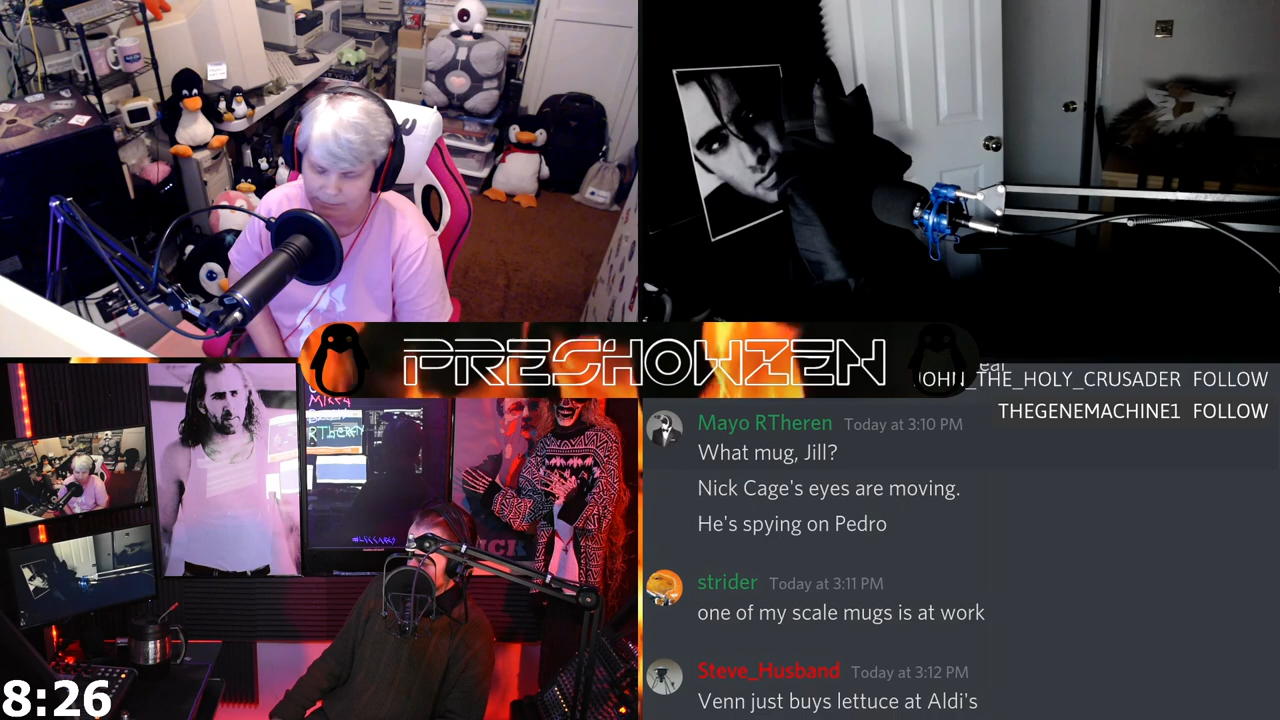 PRESHOWZEN
JOHN_THE_HOLY_CRUSADER FOLLOW
THEGENEMACHINE1 FOLLOW
Mayo RTheren Today at 3:10 PM
What mug, Jill?
Nick Cage's eyes are moving.
He's spying on Pedro
strider Today at 3:11 PM
one of my scale mugs is at work
Steve_Husband Today at 3:12 PM
Venn just buys lettuce at Aldi's
8:26